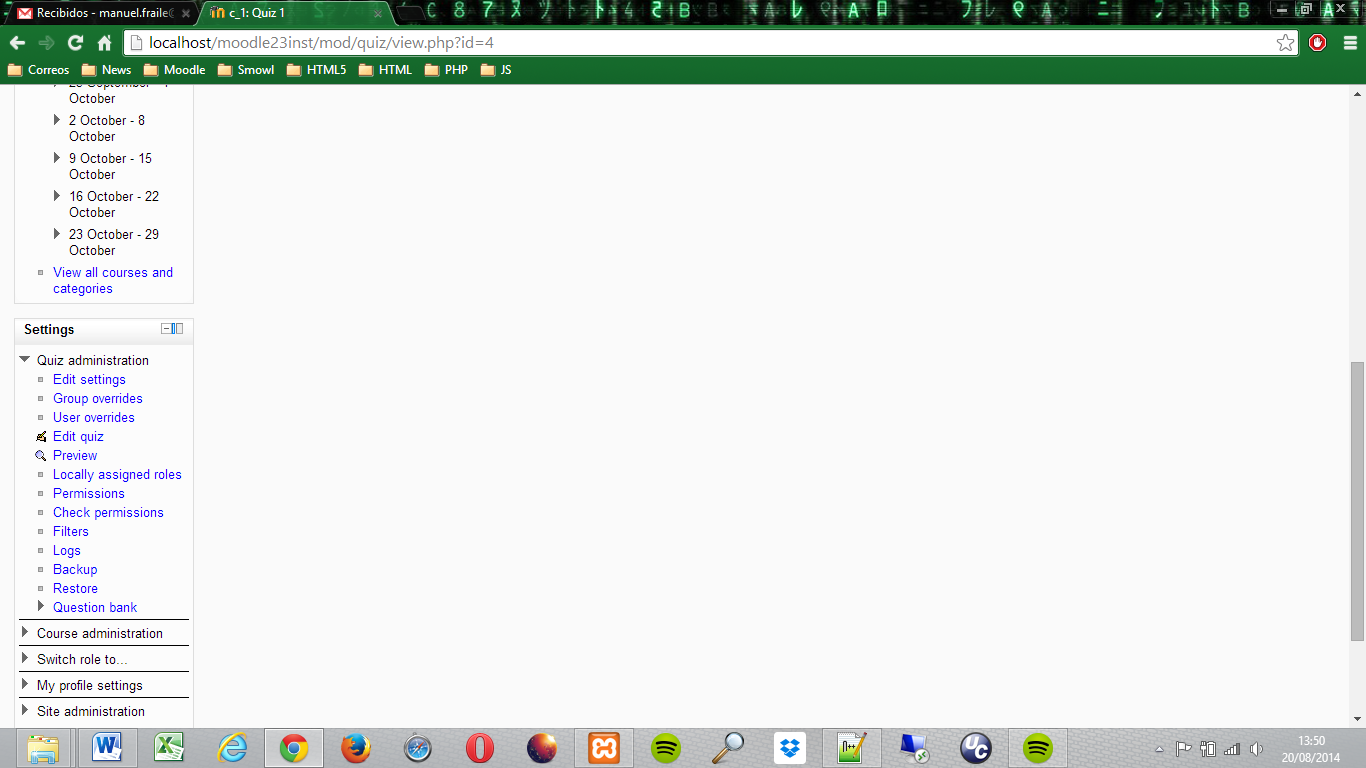 Recibidos - manuel.fraile@
c_1: Quiz 1
localhost/moodle23inst/mod/quiz/view.php?id=4
Correos News Moodle Smowl HTML5 HTML PHP JS
October
2 October - 8
October
9 October - 15
October
16 October - 22
October
23 October - 29
October
View all courses and
categories
Settings
Quiz administration
Edit settings
Group overrides
User overrides
Edit quiz
Preview
Locally assigned roles
Permissions
Check permissions
Filters
Logs
Backup
Restore
Question bank
Course administration
Switch role to...
My profile settings
Site administration
13:50
20/08/2014